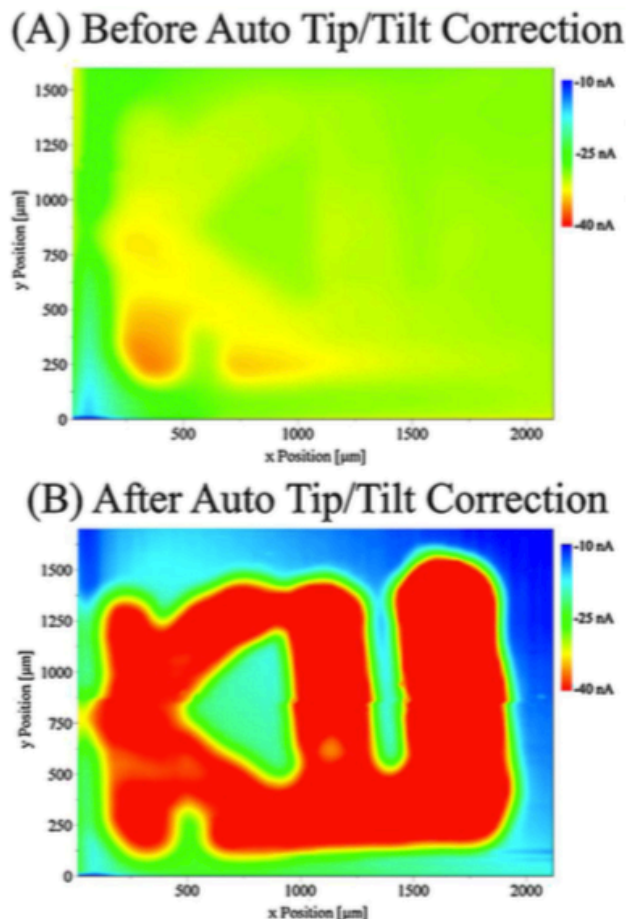 (A) Before Auto Tip/Tilt Correction
1500
1250
1000
750
500
250
0
y Position [µm]
500
1000
1500
2000
x Position [µm]
-10 nA
-25 nA
-40 nA
(B) After Auto Tip/Tilt Correction
1500
1250
1000
750
500
250
0
y Position [µm]
500
1000
1500
2000
x Position [µm]
-10 nA
-25 nA
-40 nA